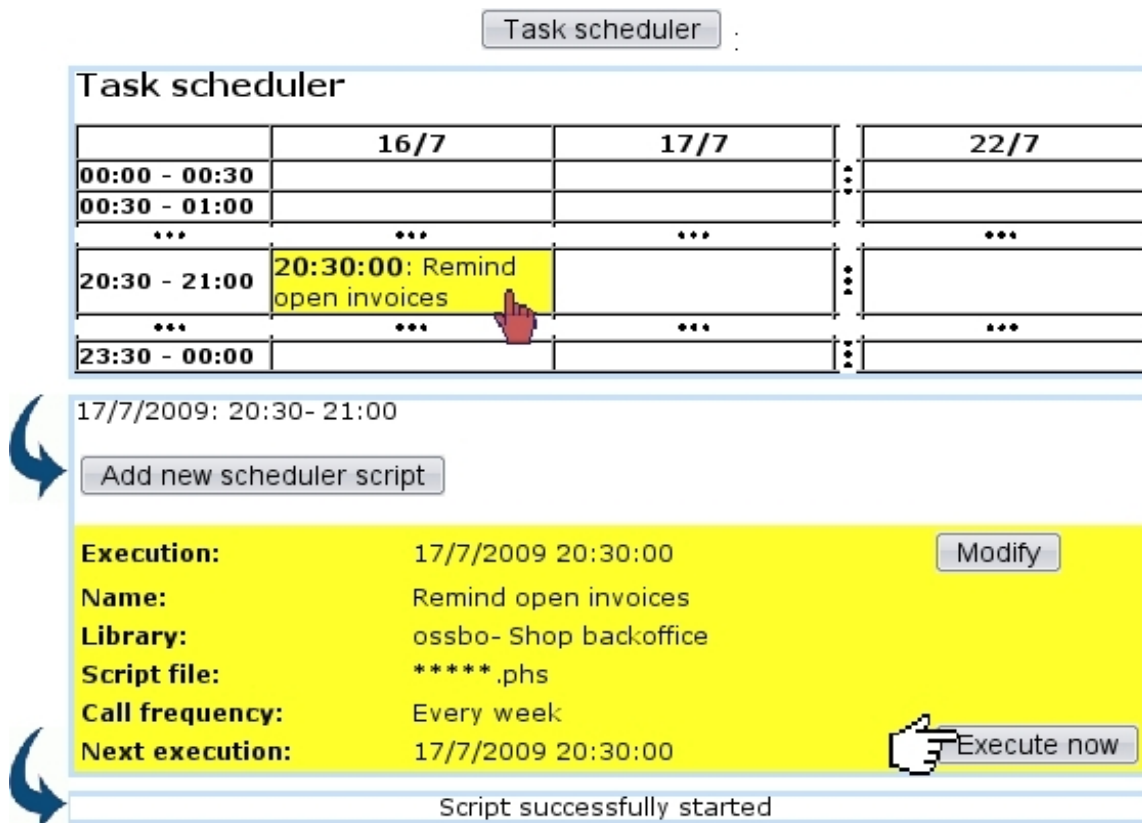 Task scheduler :
Task scheduler
16/7 17/7 22/7
00:00 - 00:30
00:30 - 01:00
... ... ... ...
20:30 - 21:00 20:30:00: Remind
open invoices
... ... ... ...
23:30 - 00:00
17/7/2009: 20:30- 21:00
Add new scheduler script
Execution: 17/7/2009 20:30:00 Modify
Name: Remind open invoices
Library: ossbo- Shop backoffice
Script file: *****.phs
Call frequency: Every week
Next execution: 17/7/2009 20:30:00 Execute now
Script successfully started